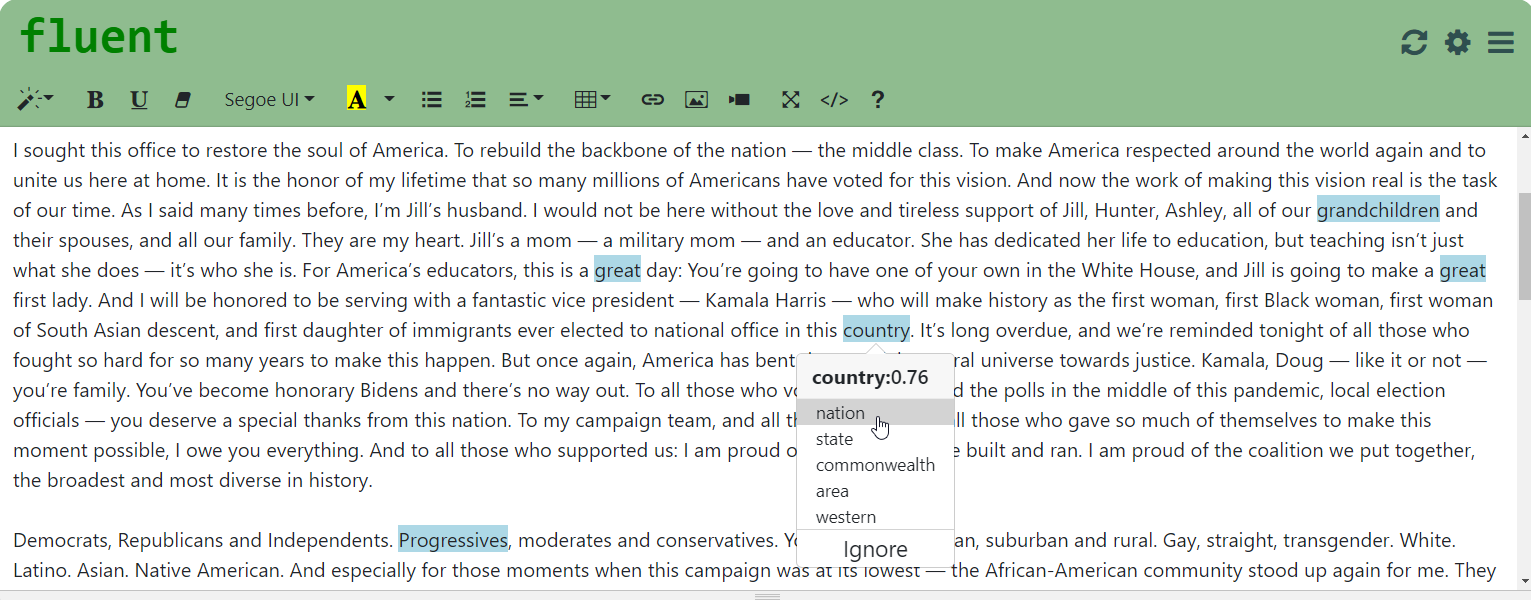 fluent
B U Segoe UI A </> ?
I sought this office to restore the soul of America. To rebuild the backbone of the nation — the middle class. To make America respected around the world again and to
unite us here at home. It is the honor of my lifetime that so many millions of Americans have voted for this vision. And now the work of making this vision real is the task
of our time. As I said many times before, I’m Jill’s husband. I would not be here without the love and tireless support of Jill, Hunter, Ashley, all of our grandchildren and
their spouses, and all our family. They are my heart. Jill’s a mom — a military mom — and an educator. She has dedicated her life to education, but teaching isn’t just
what she does — it’s who she is. For America’s educators, this is a great day: You’re going to have one of your own in the White House, and Jill is going to make a great
first lady. And I will be honored to be serving with a fantastic vice president — Kamala Harris — who will make history as the first woman, first Black woman, first woman
of South Asian descent, and first daughter of immigrants ever elected to national office in this country. It’s long overdue, and we’re reminded tonight of all those who
fought so hard for so many years to make this happen. But once again, America has bent universe towards justice. Kamala, Doug — like it or not —
you’re family. You’ve become honorary Bidens and there’s no way out. To all those who the polls in the middle of this pandemic, local election
officials — you deserve a special thanks from this nation. To my campaign team, and all all those who gave so much of themselves to make this
moment possible, I owe you everything. And to all those who supported us: I am proud built and ran. I am proud of the coalition we put together,
the broadest and most diverse in history.
country:0.76
nation
state
commonwealth
area
western
Ignore
Democrats, Republicans and Independents. Progressives, moderates and conservatives. suburban and rural. Gay, straight, transgender. White.
Latino. Asian. Native American. And especially for those moments when this campaign was at its lowest — the African-American community stood up again for me. They